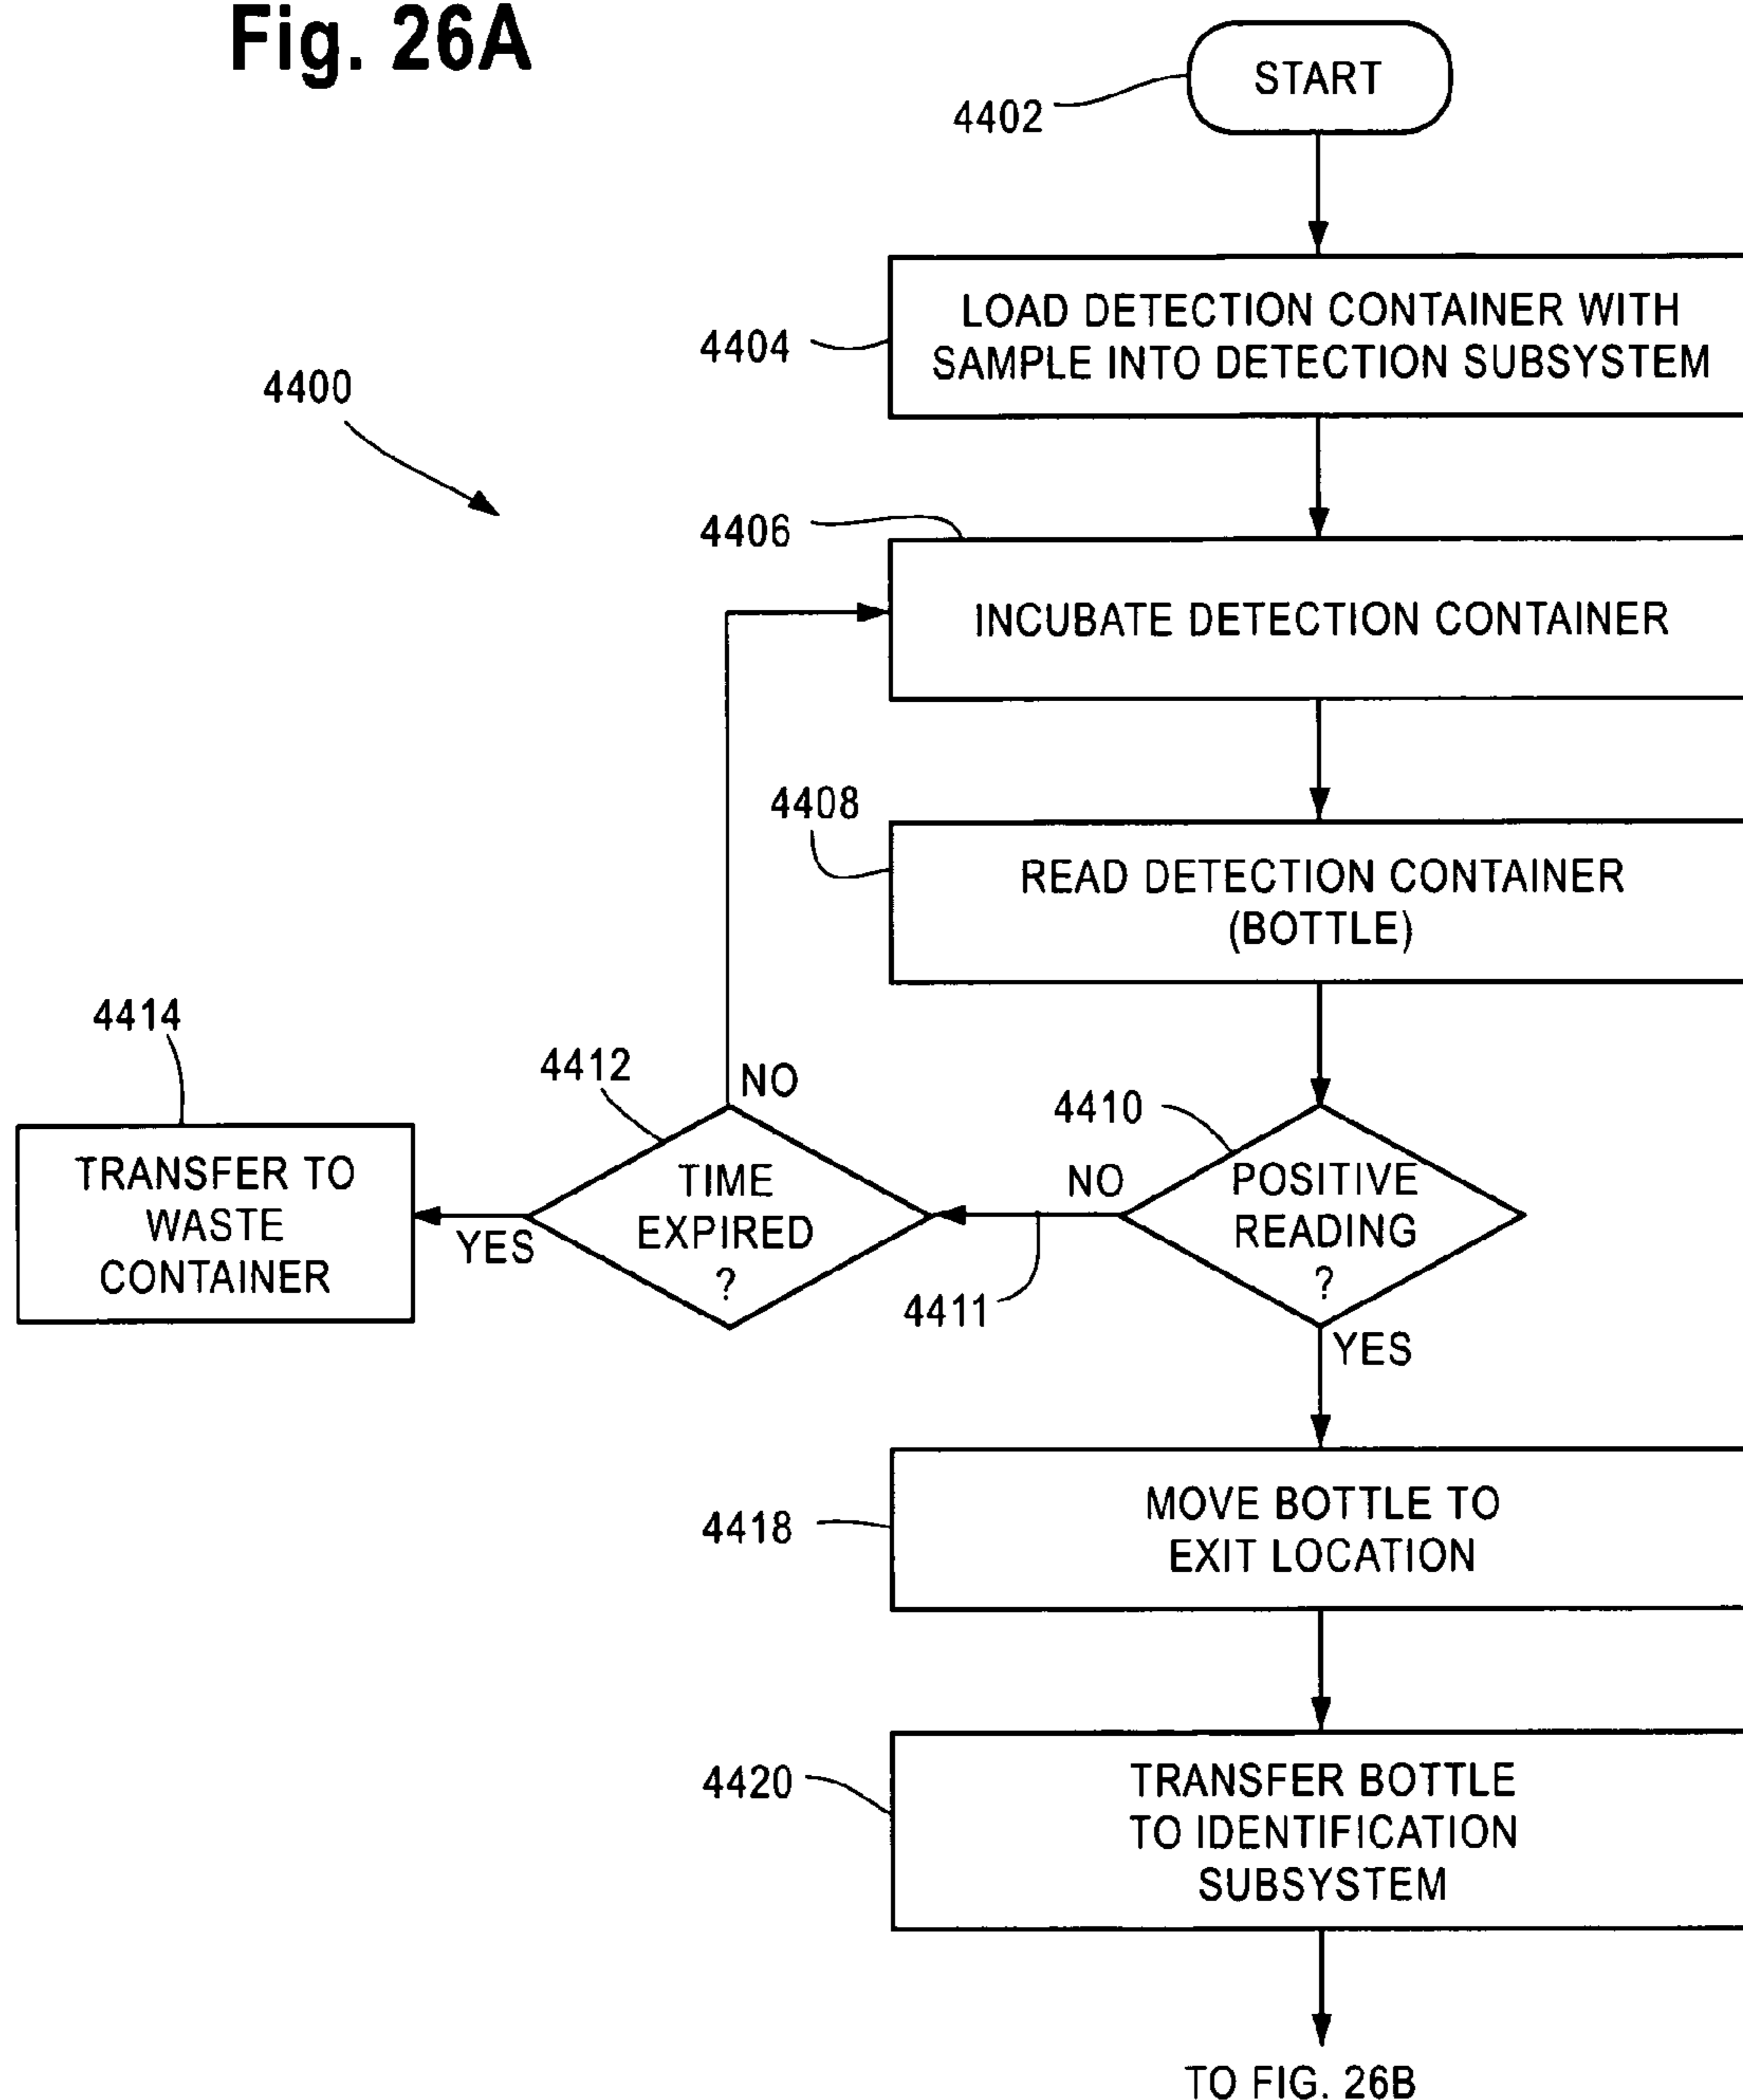 Fig. 26A
START
4402
LOAD DETECTION CONTAINER WITH
SAMPLE INTO DETECTION SUBSYSTEM
4404
4400
4406
INCUBATE DETECTION CONTAINER
4408
READ DETECTION CONTAINER
(BOTTLE)
4414
4412
NO
4410
TRANSFER TO
WASTE
CONTAINER
YES
TIME
EXPIRED
?
NO
4411
POSITIVE
READING
?
YES
4418
MOVE BOTTLE TO
EXIT LOCATION
4420
TRANSFER BOTTLE
TO IDENTIFICATION
SUBSYSTEM
TO FIG. 26B